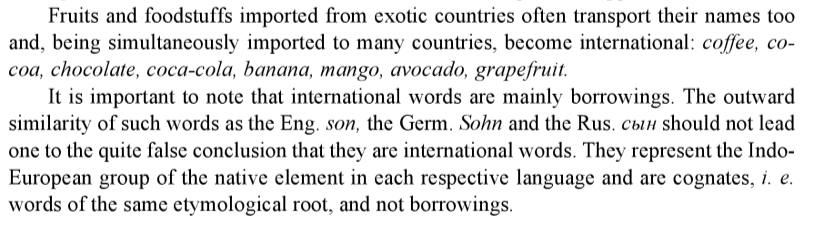 Fruits and foodstuffs imported from exotic countries often transport their names too
and, being simultaneously imported to many countries, become international: coffee, co-
coa, chocolate, coca-cola, banana, mango, avocado, grapefruit.
It is important to note that international words are mainly borrowings. The outward
similarity of such words as the Eng. son, the Germ. Sohn and the Rus. сын should not lead
one to the quite false conclusion that they are international words. They represent the Indo-
European group of the native element in each respective language and are cognates, i. e.
words of the same etymological root, and not borrowings.